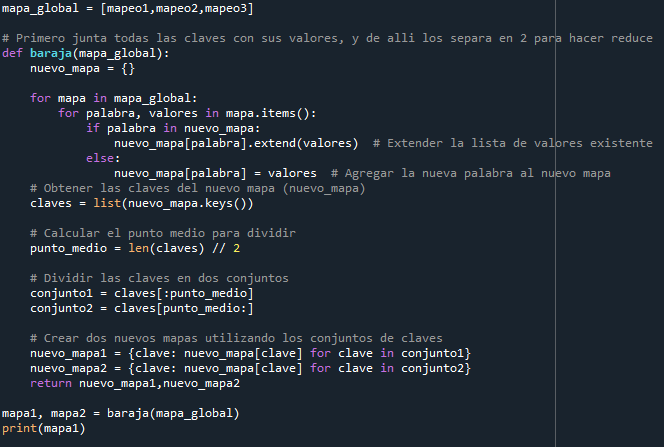 mapa_global = [mapeo1,mapeo2,mapeo3]
# Primero junta todas las claves con sus valores, y de alli los separa en 2 para hacer reduce
def baraja(mapa_global):
    nuevo_mapa = {}
    for mapa in mapa_global:
        for palabra, valores in mapa.items():
            if palabra in nuevo_mapa:
                nuevo_mapa[palabra].extend(valores)  # Extender la lista de valores existente
            else:
                nuevo_mapa[palabra] = valores  # Agregar la nueva palabra al nuevo mapa
    # Obtener las claves del nuevo mapa (nuevo_mapa)
    claves = list(nuevo_mapa.keys())
    # Calcular el punto medio para dividir
    punto_medio = len(claves) // 2
    # Dividir las claves en dos conjuntos
    conjunto1 = claves[:punto_medio]
    conjunto2 = claves[punto_medio:]
    # Crear dos nuevos mapas utilizando los conjuntos de claves
    nuevo_mapa1 = {clave: nuevo_mapa[clave] for clave in conjunto1}
    nuevo_mapa2 = {clave: nuevo_mapa[clave] for clave in conjunto2}
    return nuevo_mapa1,nuevo_mapa2
mapa1, mapa2 = baraja(mapa_global)
print(mapa1)